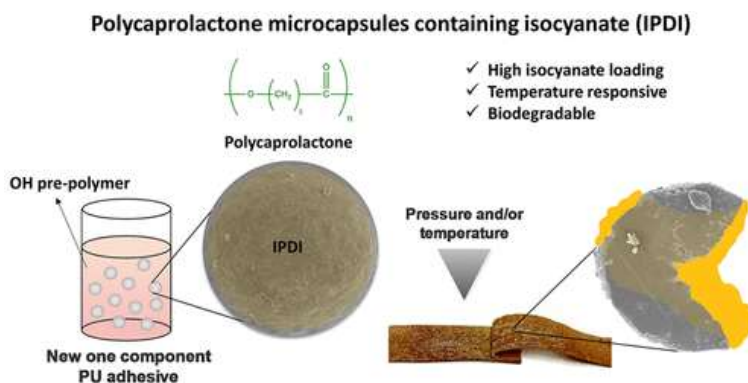 Polycaprolactone microcapsules containing isocyanate (IPDI)
O
O
(CH₂)
C
n
✓ High isocyanate loading
✓ Temperature responsive
✓ Biodegradable
Polycaprolactone
OH pre-polymer
IPDI
Pressure and/or
temperature
New one component
PU adhesive